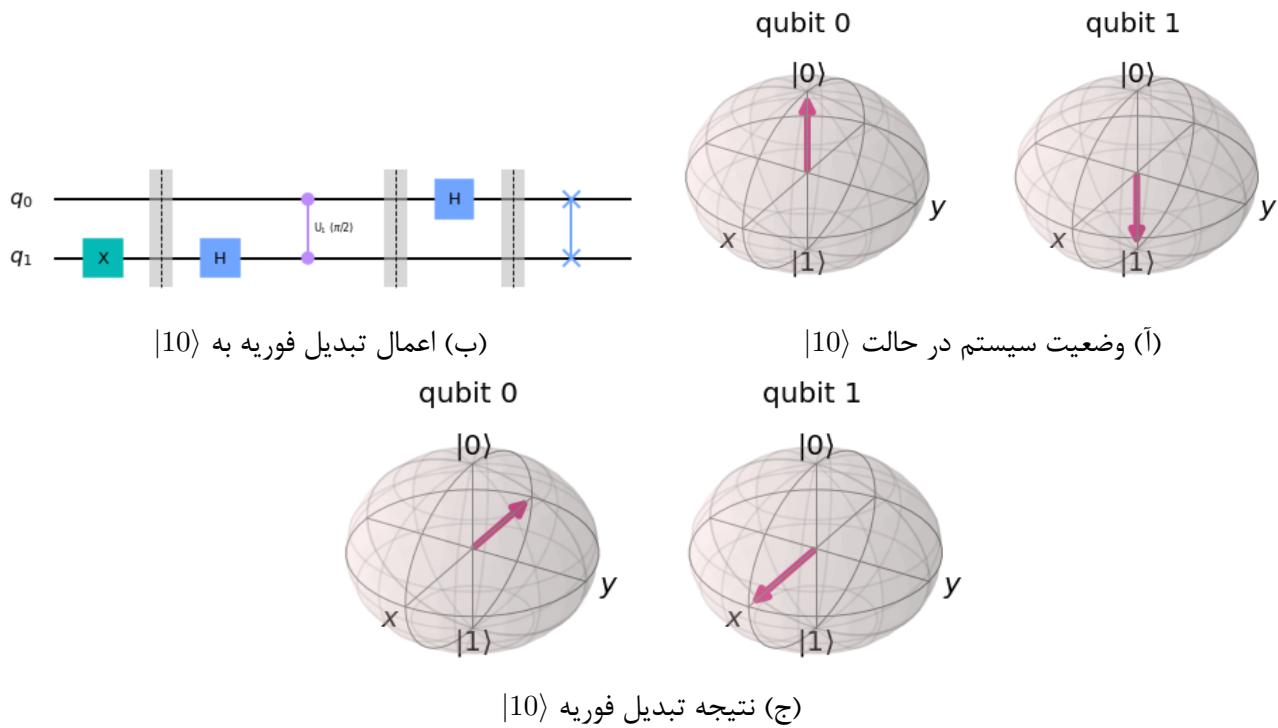 qubit 0
qubit 1
|0⟩
|0⟩
q₀
q₁
X
H
U₁ (π/2)
H
x
y
|1⟩
x
y
|1⟩
(ب) اعمال تبدیل فوریه به |10⟩
(آ) وضعیت سیستم در حالت |10⟩
qubit 0
qubit 1
|0⟩
|0⟩
x
y
|1⟩
x
y
|1⟩
(ج) نتیجه تبدیل فوریه |10⟩